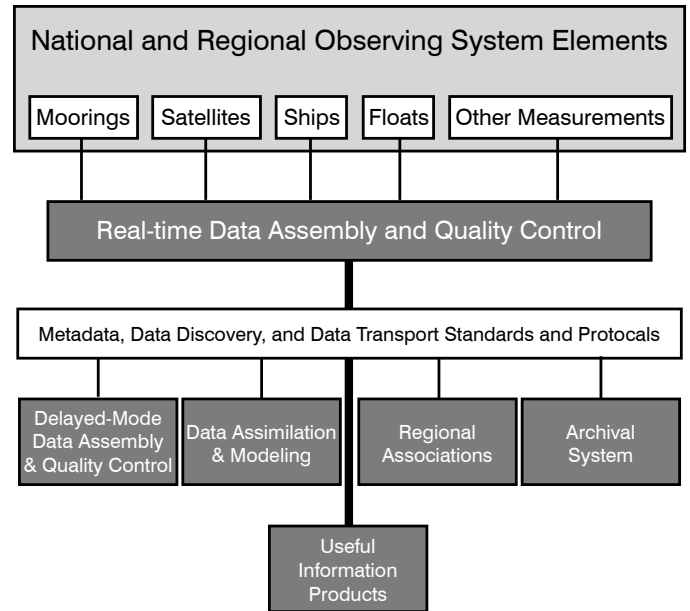 National and Regional Observing System Elements
Moorings
Satellites
Ships
Floats
Other Measurements
Real-time Data Assembly and Quality Control
Metadata, Data Discovery, and Data Transport Standards and Protocals
Delayed-Mode
Data Assembly
& Quality Control
Data Assimilation
& Modeling
Regional
Associations
Archival
System
Useful
Information
Products